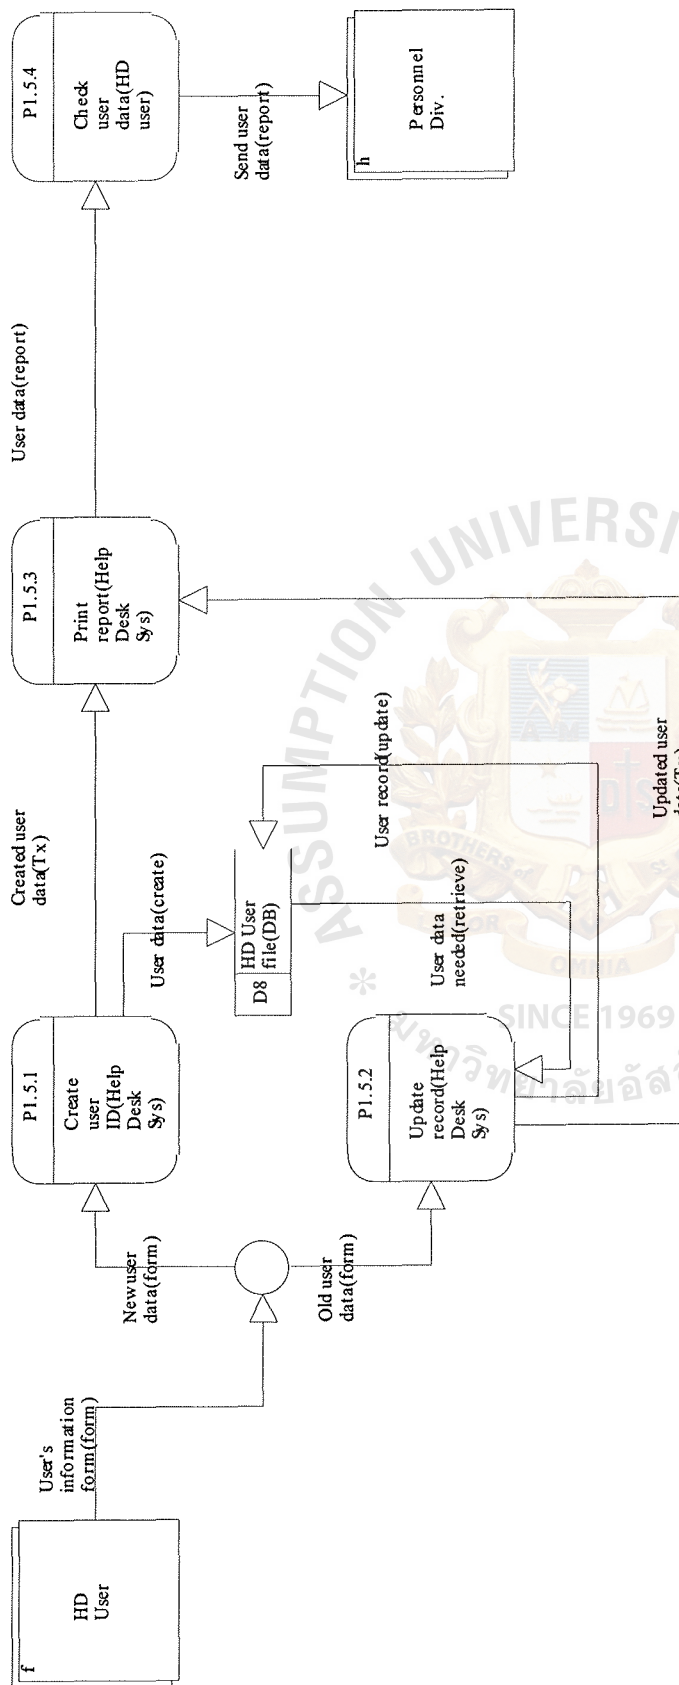 f
HD
User
User's
information
form(form)
New user
data(form)
Old user
data(form)
P1.5.1
Create
user
ID(Help
Desk
Sys)
P1.5.2
Update
record(Help
Desk
Sys)
Created user
data(Tx)
User data(create)
D8
HD User
file(DB)
User data
needed(retrieve)
User record(update)
Updated user
P1.5.3
Print
report(Help
Desk
Sys)
User data(report)
P1.5.4
Check
user
data(HD
user)
Send user
data(report)
h
Personnel
Div.
ASSUMPTION
BROTHERS of
OMNIA
SINCE 1969